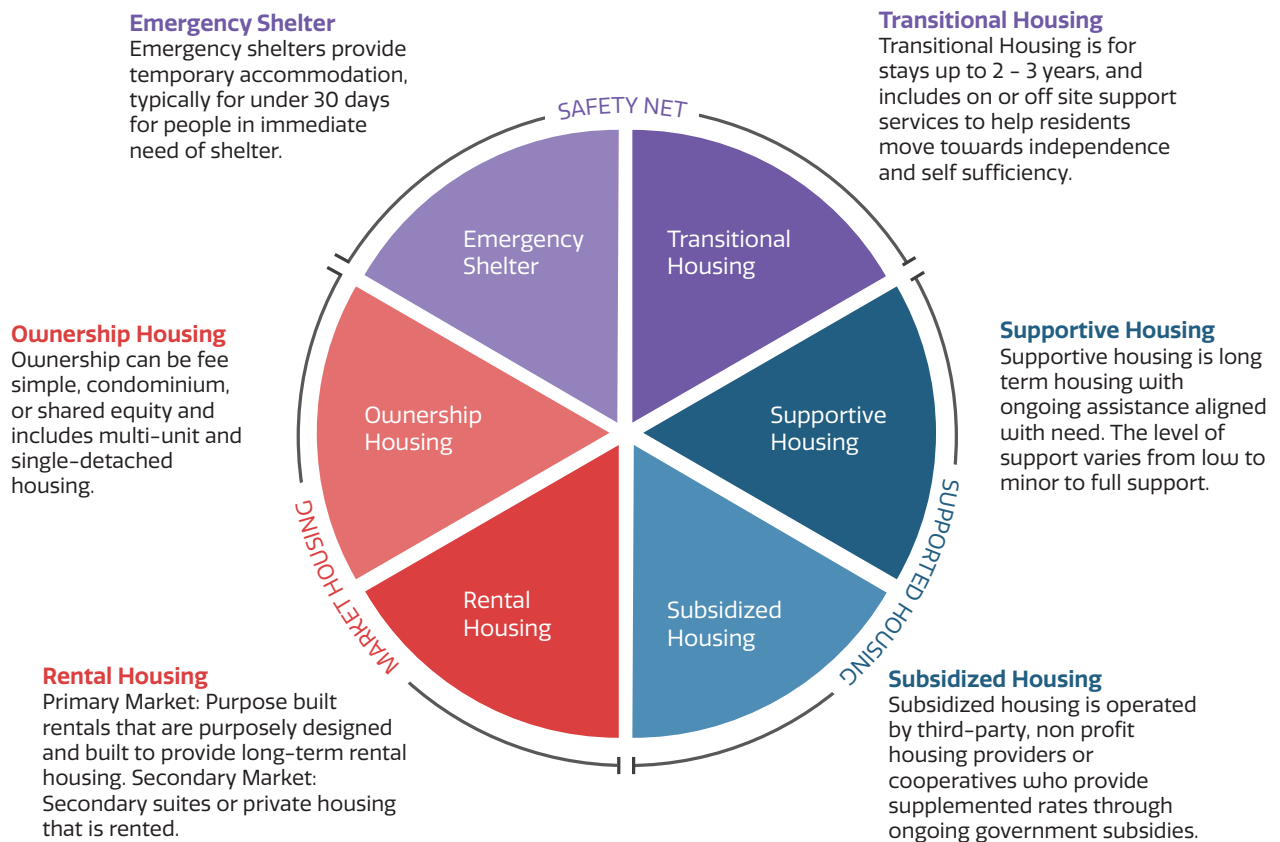 Emergency Shelter
Emergency shelters provide
temporary accommodation,
typically for under 30 days
for people in immediate
need of shelter.
Transitional Housing
Transitional Housing is for
stays up to 2 - 3 years, and
includes on or off site support
services to help residents
move towards independence
and self sufficiency.
SAFETY NET
Emergency
Shelter
Transitional
Housing
Ownership Housing
Ownership can be fee
simple, condominium,
or shared equity and
includes multi-unit and
single-detached
housing.
Ownership
Housing
Supportive
Housing
Supportive Housing
Supportive housing is long
term housing with
ongoing assistance aligned
with need. The level of
support varies from low to
minor to full support.
MARKET HOUSING
SUPPORTED HOUSING
Rental
Housing
Subsidized
Housing
Rental Housing
Primary Market: Purpose built
rentals that are purposely designed
and built to provide long-term rental
housing. Secondary Market:
Secondary suites or private housing
that is rented.
Subsidized Housing
Subsidized housing is operated
by third-party, non profit
housing providers or
cooperatives who provide
supplemented rates through
ongoing government subsidies.